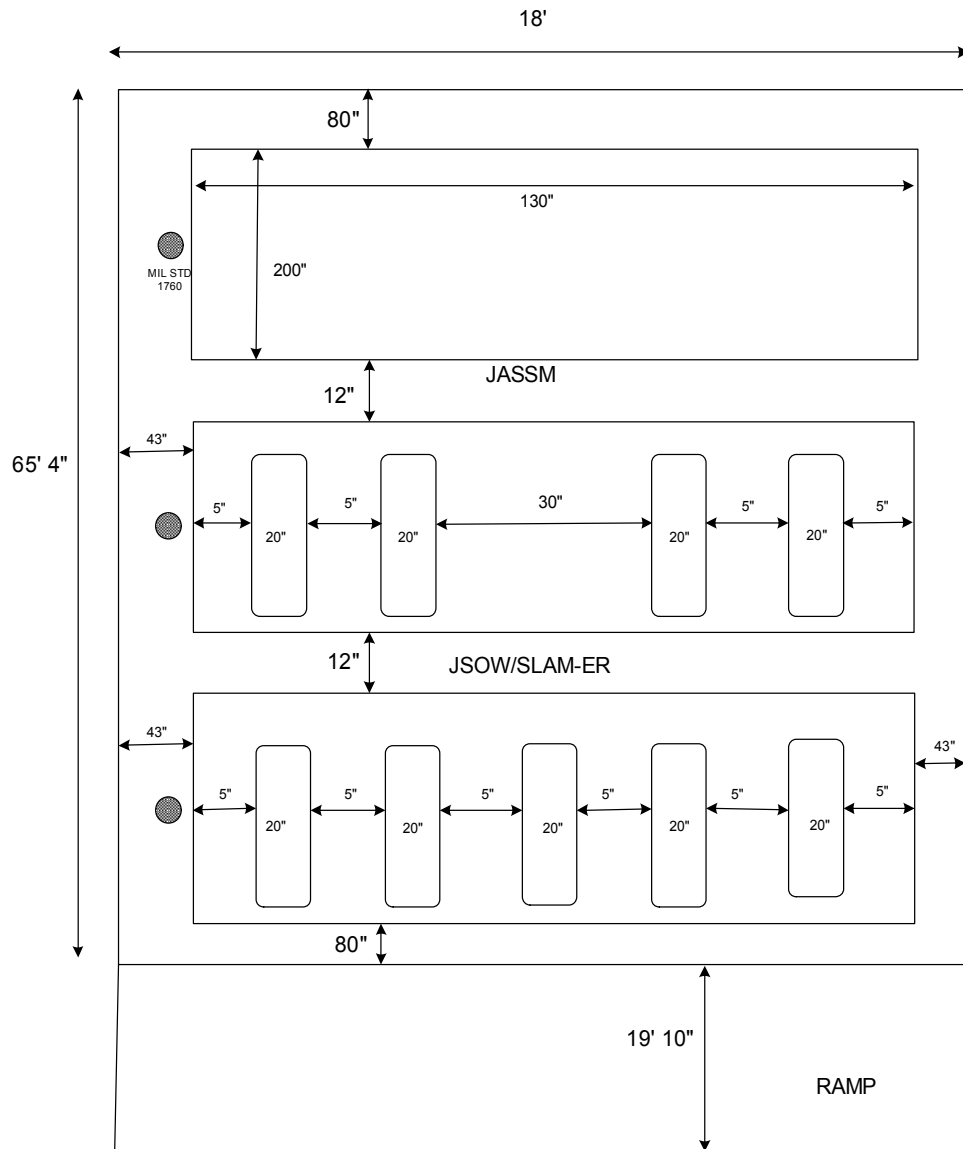 18'
80"
130"
MIL STD
1760
200"
JASSM
12"
43"
65' 4"
5" 5" 30" 5" 5"
20" 20" 20" 20"
12" JSOW/SLAM-ER
43" 43"
5" 5" 5" 5" 5" 5"
20" 20" 20" 20" 20"
80"
19' 10"
RAMP